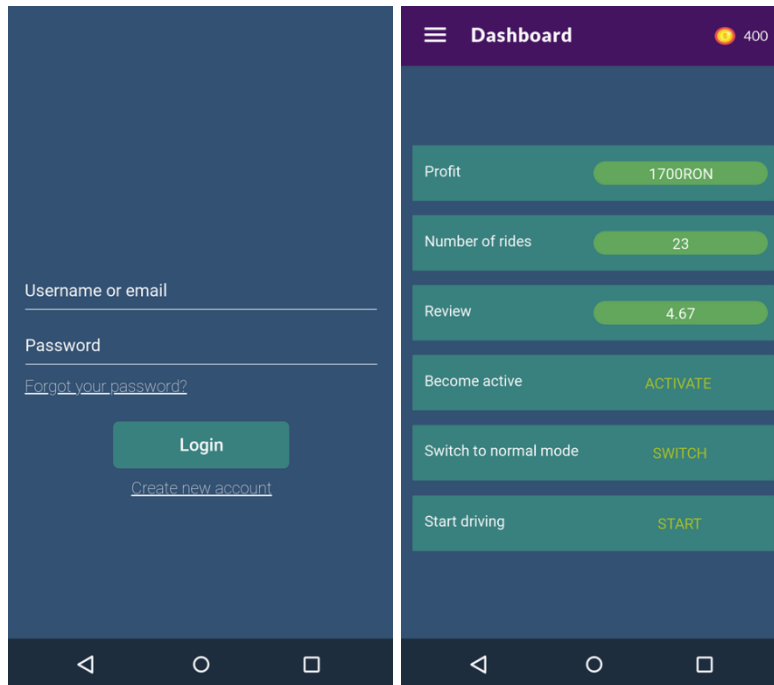 Username or email
Password
Forgot your password?
Login
Create new account
Dashboard 400
Profit 1700RON
Number of rides 23
Review 4.67
Become active ACTIVATE
Switch to normal mode SWITCH
Start driving START